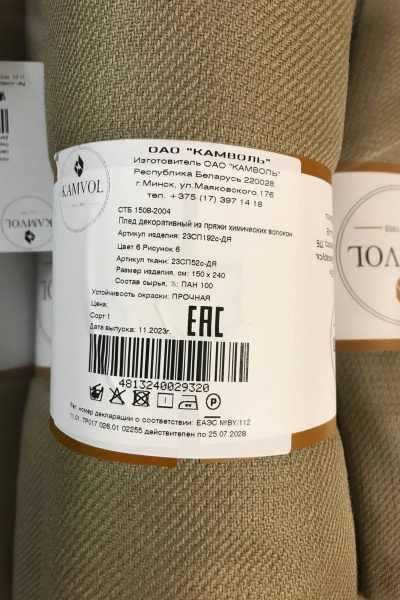 ОАО "КАМВОЛЬ"
Изготовитель ОАО "КАМВОЛЬ"
Республика Беларусь 220028,
г.Минск, ул.Маяковского,176
тел. +375 (17) 397 14 18
KAMVOL
СТБ 1508-2004
Плед декоративный из пряжи химических волокон
Артикул изделия: 23СП192с-ДЯ
Цвет 6 Рисунок 6
Артикул ткани: 23СП52с-ДЯ
Размер изделия, см: 150 х 240
Состав сырья, %: ПАН 100
Устойчивость окраски: ПРОЧНАЯ
Цена:
Сорт 1
Дата выпуска: 11.2023г.
EAC
4813240029320
P
Рег. номер декларации о соответствии: ЕАЭС №BY/112
11.01. ТР017 026.01 02255 действителен по 25.07.2028
KAMVOL
MVOL